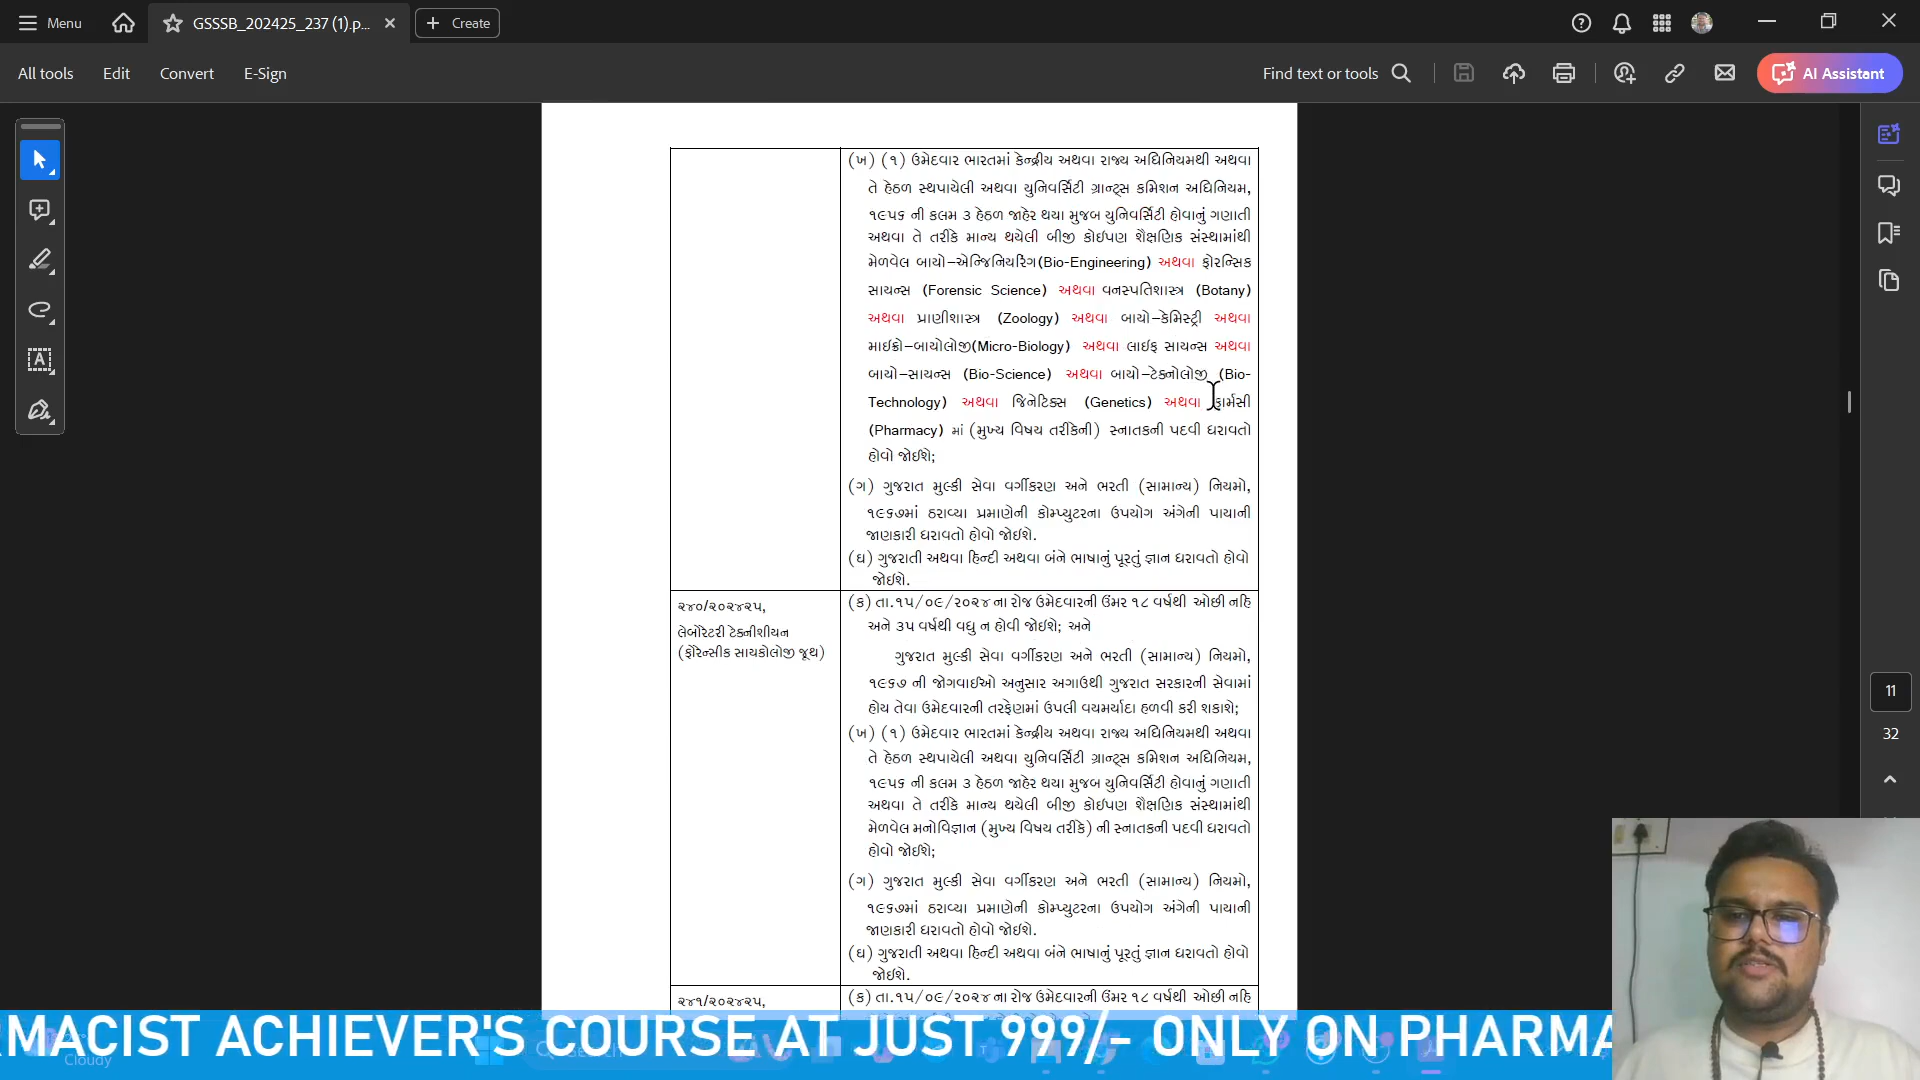 Menu
GSSSB_202425_237 (1).p...
Create
All tools
Edit
Convert
E-Sign
Find text or tools
AI Assistant
(ખ) (૧) ઉમેદવાર ભારતમાં કેન્દ્રીય અથવા રાજ્ય અધિનિયમથી અથવા
તે હેઠળ સ્થપાયેલી અથવા યુનિવર્સિટી ગ્રાન્ટ્સ કમિશન અધિનિયમ,
૧૯૫૬ ની કલમ ૩ હેઠળ જાહેર થયા મુજબ યુનિવર્સિટી હોવાનું ગણાતી
અથવા તે તરીકે માન્ય થયેલી બીજી કોઈપણ શૈક્ષણિક સંસ્થામાંથી
મેળવેલ બાયો-એન્જિનિયરિંગ(Bio-Engineering) અથવા ફોરન્સિક
સાયન્સ (Forensic Science) અથવા વનસ્પતિશાસ્ત્ર (Botany)
અથવા પ્રાણીશાસ્ત્ર (Zoology) અથવા બાયો-કેમિસ્ટ્રી અથવા
માઈક્રો-બાયોલોજી(Micro-Biology) અથવા લાઈફ સાયન્સ અથવા
બાયો-સાયન્સ (Bio-Science) અથવા બાયો-ટેક્નોલોજી (Bio-
Technology) અથવા જિનેટિક્સ (Genetics) અથવા ફાર્મસી
(Pharmacy) માં (મુખ્ય વિષય તરીકેની) સ્નાતકની પદવી ધરાવતો
હોવો જોઈશે;
(ગ) ગુજરાત મુલ્કી સેવા વર્ગીકરણ અને ભરતી (સામાન્ય) નિયમો,
૧૯૬૭માં ઠરાવ્યા પ્રમાણેની કોમ્પ્યુટરના ઉપયોગ અંગેની પાયાની
જાણકારી ધરાવતો હોવો જોઈશે.
(ઘ) ગુજરાતી અથવા હિન્દી અથવા બંને ભાષાનું પૂરતું જ્ઞાન ધરાવતો હોવો
જોઈશે.
૨૪૦/૨૦૨૪૨૫,
લેબોરેટરી ટેક્નીશીયન
(ફોરેન્સીક સાયકોલોજી જૂથ)
(ક) તા.૧૫/૦૯/૨૦૨૪ ના રોજ ઉમેદવારની ઉંમર ૧૮ વર્ષથી ઓછી નહિ
અને ૩૫ વર્ષથી વધુ ન હોવી જોઈશે; અને
ગુજરાત મુલ્કી સેવા વર્ગીકરણ અને ભરતી (સામાન્ય) નિયમો,
૧૯૬૭ ની જોગવાઈઓ અનુસાર અગાઉથી ગુજરાત સરકારની સેવામાં
હોય તેવા ઉમેદવારની તરફેણમાં ઉપલી વયમર્યાદા હળવી કરી શકાશે;
(ખ) (૧) ઉમેદવાર ભારતમાં કેન્દ્રીય અથવા રાજ્ય અધિનિયમથી અથવા
તે હેઠળ સ્થપાયેલી અથવા યુનિવર્સિટી ગ્રાન્ટ્સ કમિશન અધિનિયમ,
૧૯૫૬ ની કલમ ૩ હેઠળ જાહેર થયા મુજબ યુનિવર્સિટી હોવાનું ગણાતી
અથવા તે તરીકે માન્ય થયેલી બીજી કોઈપણ શૈક્ષણિક સંસ્થામાંથી
મેળવેલ મનોવિજ્ઞાન (મુખ્ય વિષય તરીકે) ની સ્નાતકની પદવી ધરાવતો
હોવો જોઈશે;
(ગ) ગુજરાત મુલ્કી સેવા વર્ગીકરણ અને ભરતી (સામાન્ય) નિયમો,
૧૯૬૭માં ઠરાવ્યા પ્રમાણેની કોમ્પ્યુટરના ઉપયોગ અંગેની પાયાની
જાણકારી ધરાવતો હોવો જોઈશે.
(ઘ) ગુજરાતી અથવા હિન્દી અથવા બંને ભાષાનું પૂરતું જ્ઞાન ધરાવતો હોવો
જોઈશે.
૨૪૧/૨૦૨૪૨૫,
(ક) તા.૧૫/૦૯/૨૦૨૪ ના રોજ ઉમેદવારની ઉંમર ૧૮ વર્ષથી ઓછી નહિ
11
32
RMACIST ACHIEVER'S COURSE AT JUST 999/- ONLY ON PHARMA
Cloudy